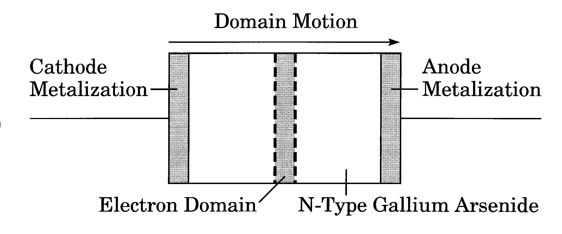 Domain Motion
Cathode
Metalization
Anode
Metalization
Electron Domain
N-Type Gallium Arsenide